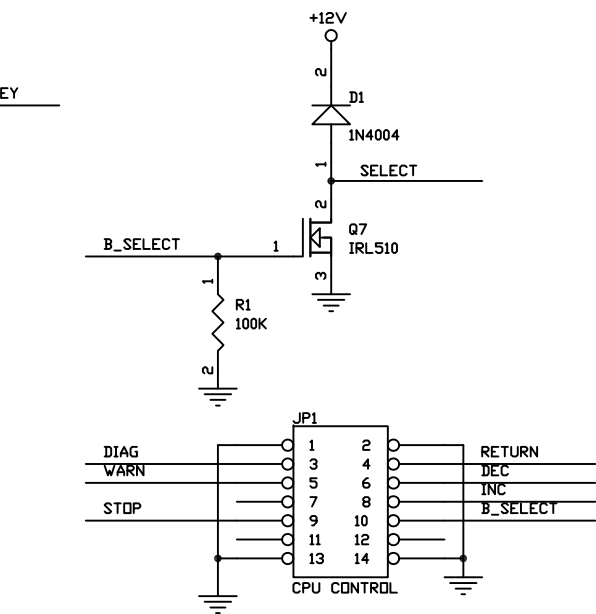 +12V
EY
2
D1
1N4004
1
SELECT
2
Q7
B_SELECT
1
IRL510
3
1
R1
100K
2
JP1
DIAG
1
2
RETURN
WARN
3
4
DEC
5
6
INC
7
8
B_SELECT
STOP
9
10
11
12
13
14
CPU CONTROL